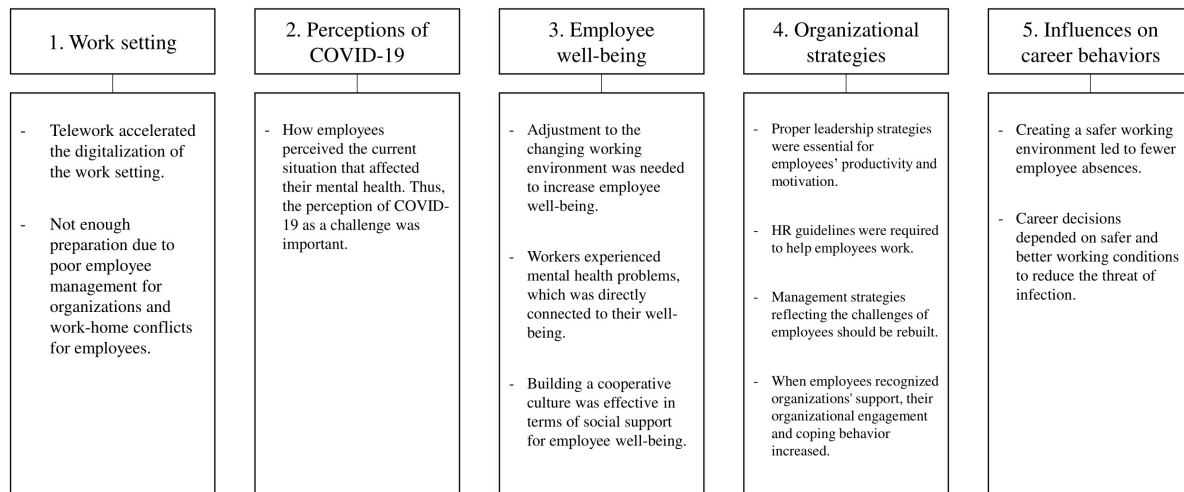 1. Work setting
- Telework accelerated
the digitalization of
the work setting.
- Not enough
preparation due to
poor employee
management for
organizations and
work-home conflicts
for employees.
2. Perceptions of
COVID-19
- How employees
perceived the current
situation that affected
their mental health. Thus,
the perception of COVID-
19 as a challenge was
important.
3. Employee
well-being
- Adjustment to the
changing working
environment was needed
to increase employee
well-being.
- Workers experienced
mental health problems,
which was directly
connected to their well-
being.
- Building a cooperative
culture was effective in
terms of social support
for employee well-being.
4. Organizational
strategies
- Proper leadership strategies
were essential for
employees’ productivity and
motivation.
- HR guidelines were required
to help employees work.
- Management strategies
reflecting the challenges of
employees should be rebuilt.
- When employees recognized
organizations' support, their
organizational engagement
and coping behavior
increased.
5. Influences on
career behaviors
- Creating a safer working
environment led to fewer
employee absences.
- Career decisions
depended on safer and
better working conditions
to reduce the threat of
infection.